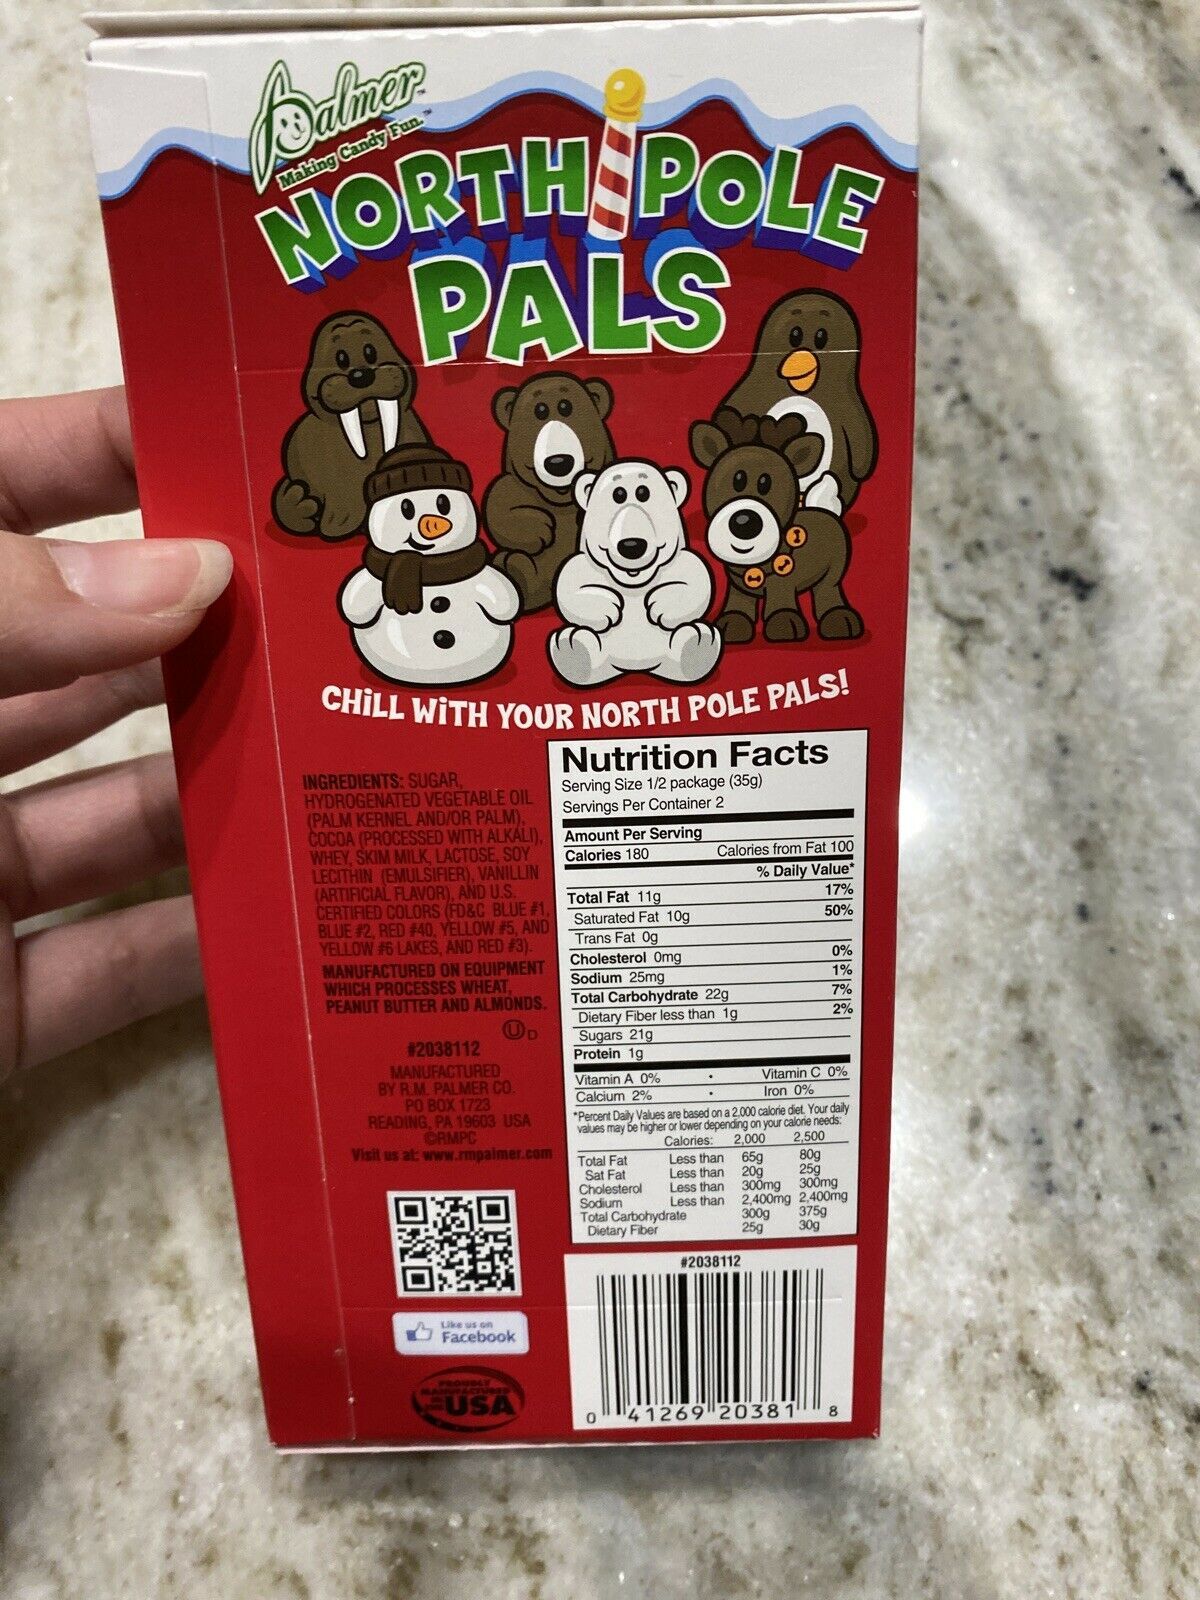 Palmer™
Making Candy Fun.™
NORTH POLE
PALS
CHiLL WiTH YOUR NORTH POLE PALS!
INGREDIENTS: SUGAR,
HYDROGENATED VEGETABLE OIL
(PALM KERNEL AND/OR PALM),
COCOA (PROCESSED WITH ALKALI),
WHEY, SKIM MILK, LACTOSE, SOY
LECITHIN (EMULSIFIER), VANILLIN
(ARTIFICIAL FLAVOR), AND U.S.
CERTIFIED COLORS (FD&C BLUE #1,
BLUE #2, RED #40, YELLOW #5, AND
YELLOW #6 LAKES, AND RED #3).
MANUFACTURED ON EQUIPMENT
WHICH PROCESSES WHEAT,
PEANUT BUTTER AND ALMONDS.
Ⓤ D
#2038112
MANUFACTURED
BY R.M. PALMER CO.
PO BOX 1723
READING, PA 19603 USA
©RMPC
Visit us at: www.rmpalmer.com
Like us on
Facebook
PROUDLY
MANUFACTURED
IN THE
USA
Nutrition Facts
Serving Size 1/2 package (35g)
Servings Per Container 2
Amount Per Serving
Calories 180 Calories from Fat 100
% Daily Value*
Total Fat 11g 17%
Saturated Fat 10g 50%
Trans Fat 0g
Cholesterol 0mg 0%
Sodium 25mg 1%
Total Carbohydrate 22g 7%
Dietary Fiber less than 1g 2%
Sugars 21g
Protein 1g
Vitamin A 0% • Vitamin C 0%
Calcium 2% • Iron 0%
*Percent Daily Values are based on a 2,000 calorie diet. Your daily
values may be higher or lower depending on your calorie needs:
Calories: 2,000 2,500
Total Fat Less than 65g 80g
Sat Fat Less than 20g 25g
Cholesterol Less than 300mg 300mg
Sodium Less than 2,400mg 2,400mg
Total Carbohydrate 300g 375g
Dietary Fiber 25g 30g
#2038112
0 41269 20381 8